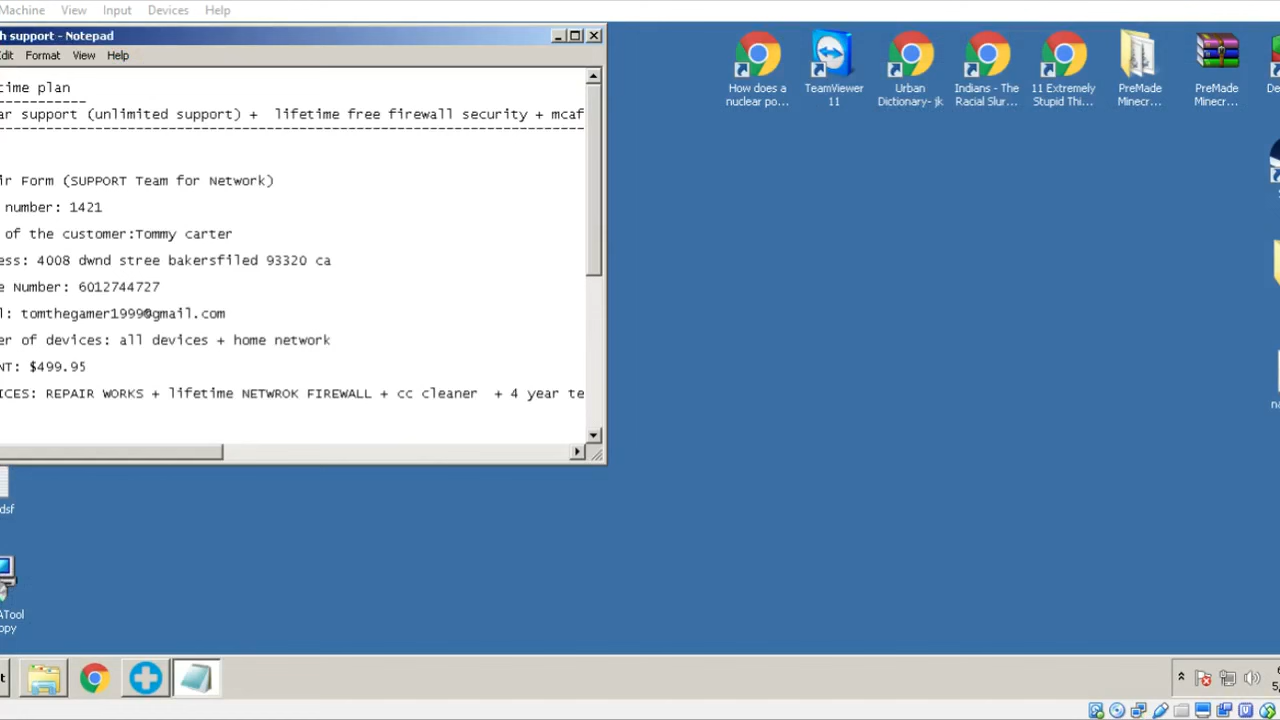 Machine View Input Devices Help
h support - Notepad
dit Format View Help
time plan
ar support (unlimited support) +  lifetime free firewall security + mcaf
ir Form (SUPPORT Team for Network)
number: 1421
of the customer:Tommy carter
ess: 4008 dwnd stree bakersfiled 93320 ca
e Number: 6012744727
l: tomthegamer1999@gmail.com
er of devices: all devices + home network
NT: $499.95
ICES: REPAIR WORKS + lifetime NETWROK FIREWALL + cc cleaner  + 4 year te
How does a
nuclear po...
TeamViewer
11
Urban
Dictionary- jk
Indians - The
Racial Slur...
11 Extremely
Stupid Thi...
PreMade
Minecr...
PreMade
Minecr...
De
na
dsf
ATool
opy
t